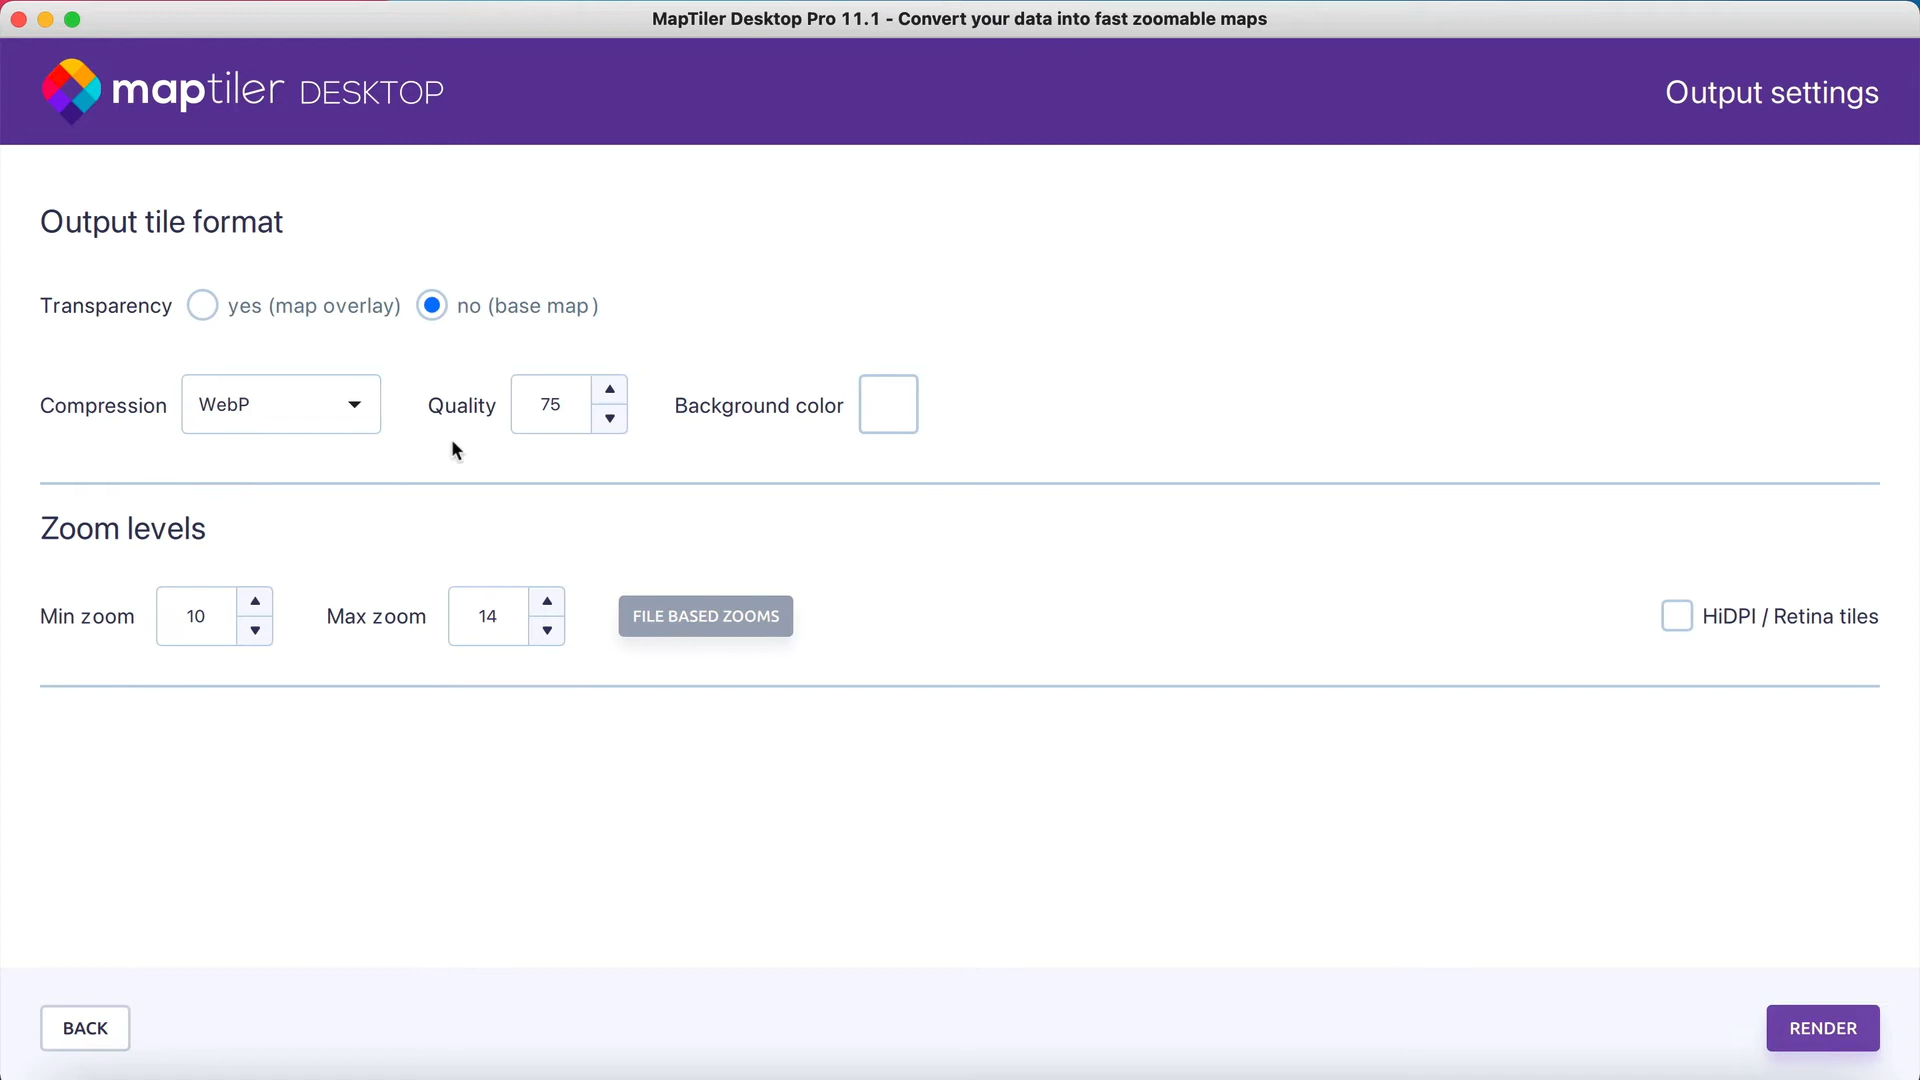 MapTiler Desktop Pro 11.1 - Convert your data into fast zoomable maps
maptiler DESKTOP
Output settings
Output tile format
Transparency yes (map overlay) no (base map)
Compression WebP Quality 75 Background color
Zoom levels
Min zoom 10 Max zoom 14 FILE BASED ZOOMS HiDPI / Retina tiles
BACK RENDER